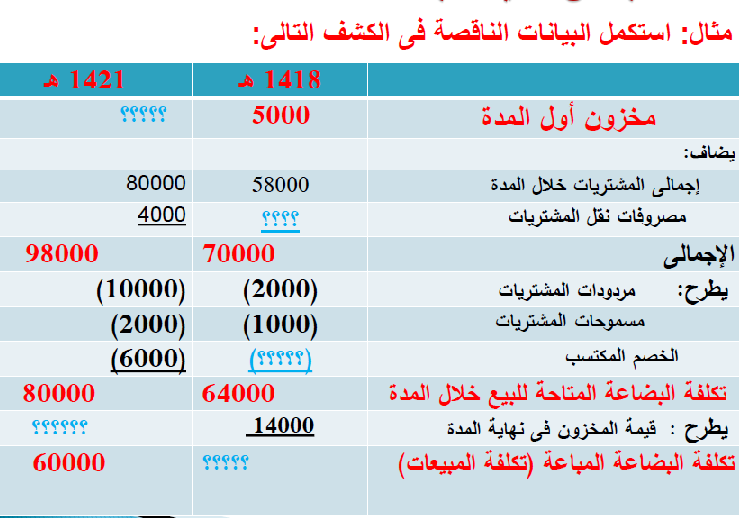 مثال: استكمل البيانات الناقصة فى الكشف التالى:
1418 هـ 1421 هـ
مخزون أول المدة 5000 ؟؟؟؟؟
يضاف:
إجمالى المشتريات خلال المدة 58000 80000
مصروفات نقل المشتريات ؟؟؟؟ 4000
الإجمالى 70000 98000
يطرح: مردودات المشتريات (2000) (10000)
مسموحات المشتريات (1000) (2000)
الخصم المكتسب (؟؟؟؟؟) (6000)
تكلفة البضاعة المتاحة للبيع خلال المدة 64000 80000
يطرح : قيمة المخزون فى نهاية المدة 14000 ؟؟؟؟؟؟
تكلفة البضاعة المباعة (تكلفة المبيعات) ؟؟؟؟؟ 60000